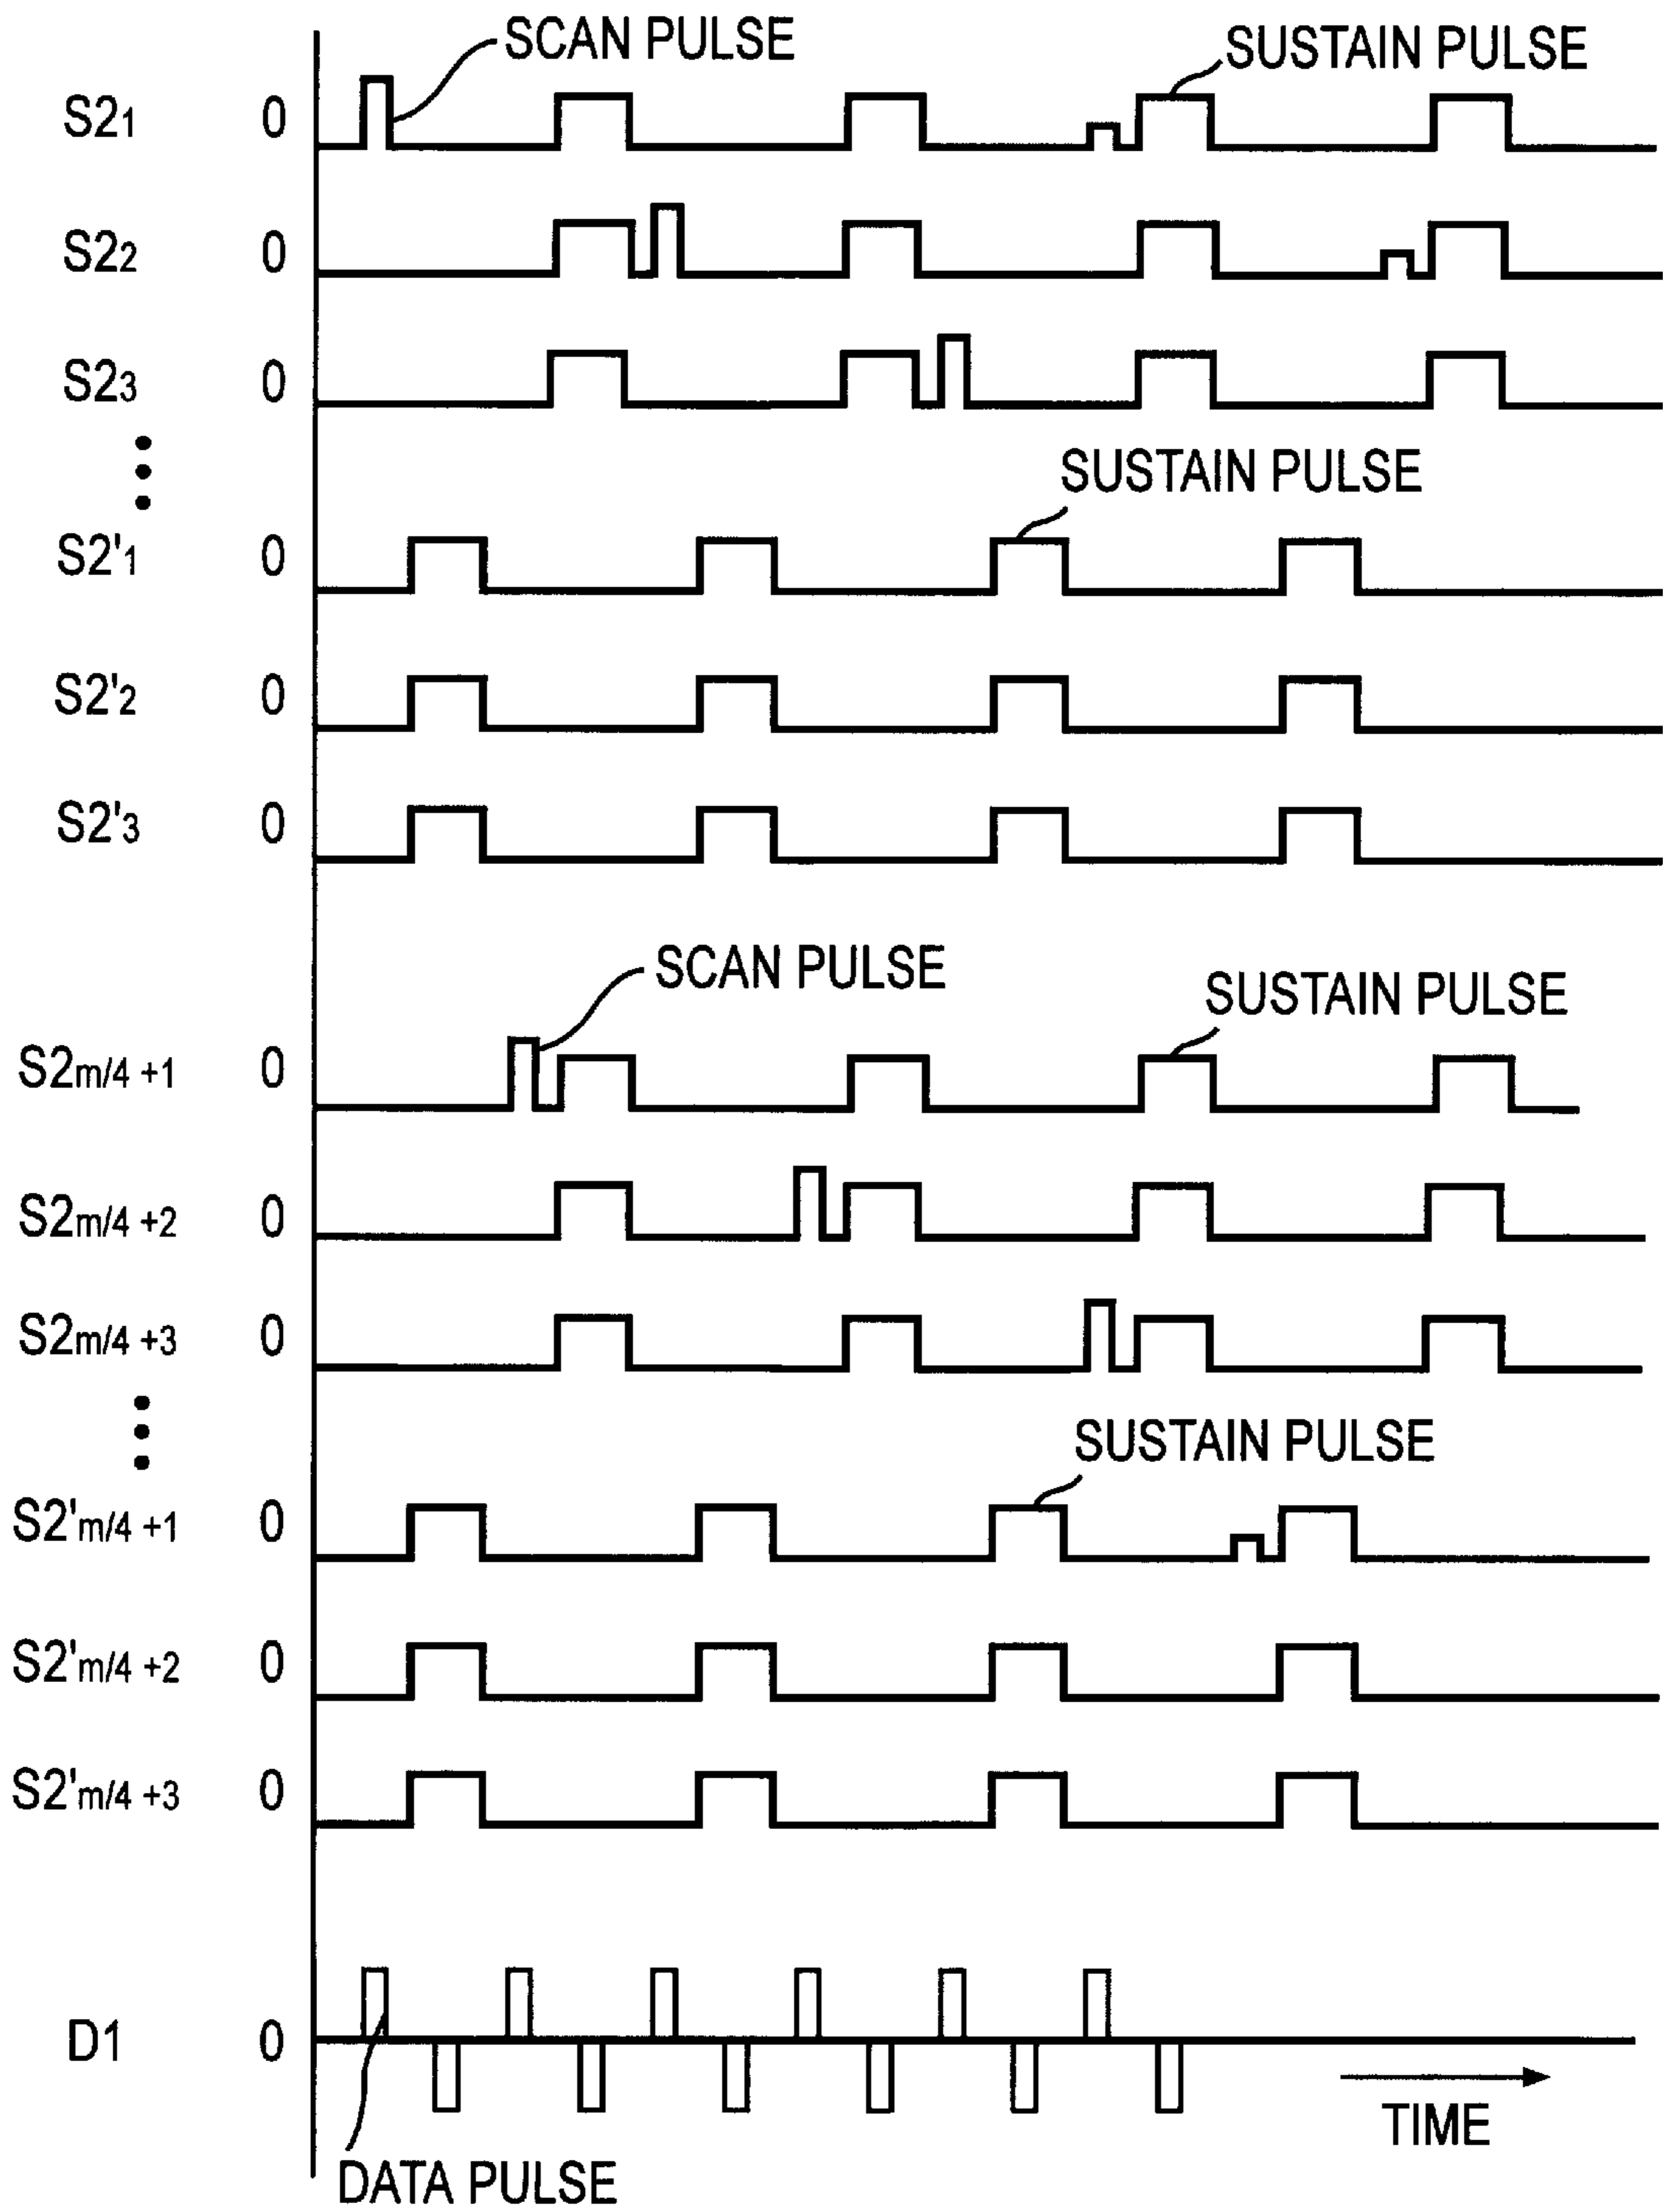 SCAN PULSE
SUSTAIN PULSE
S21 0
S22 0
S23 0
SUSTAIN PULSE
S2'1 0
S2'2 0
S2'3 0
SCAN PULSE
SUSTAIN PULSE
S2m/4 +1 0
S2m/4 +2 0
S2m/4 +3 0
SUSTAIN PULSE
S2'm/4 +1 0
S2'm/4 +2 0
S2'm/4 +3 0
D1 0
TIME
DATA PULSE